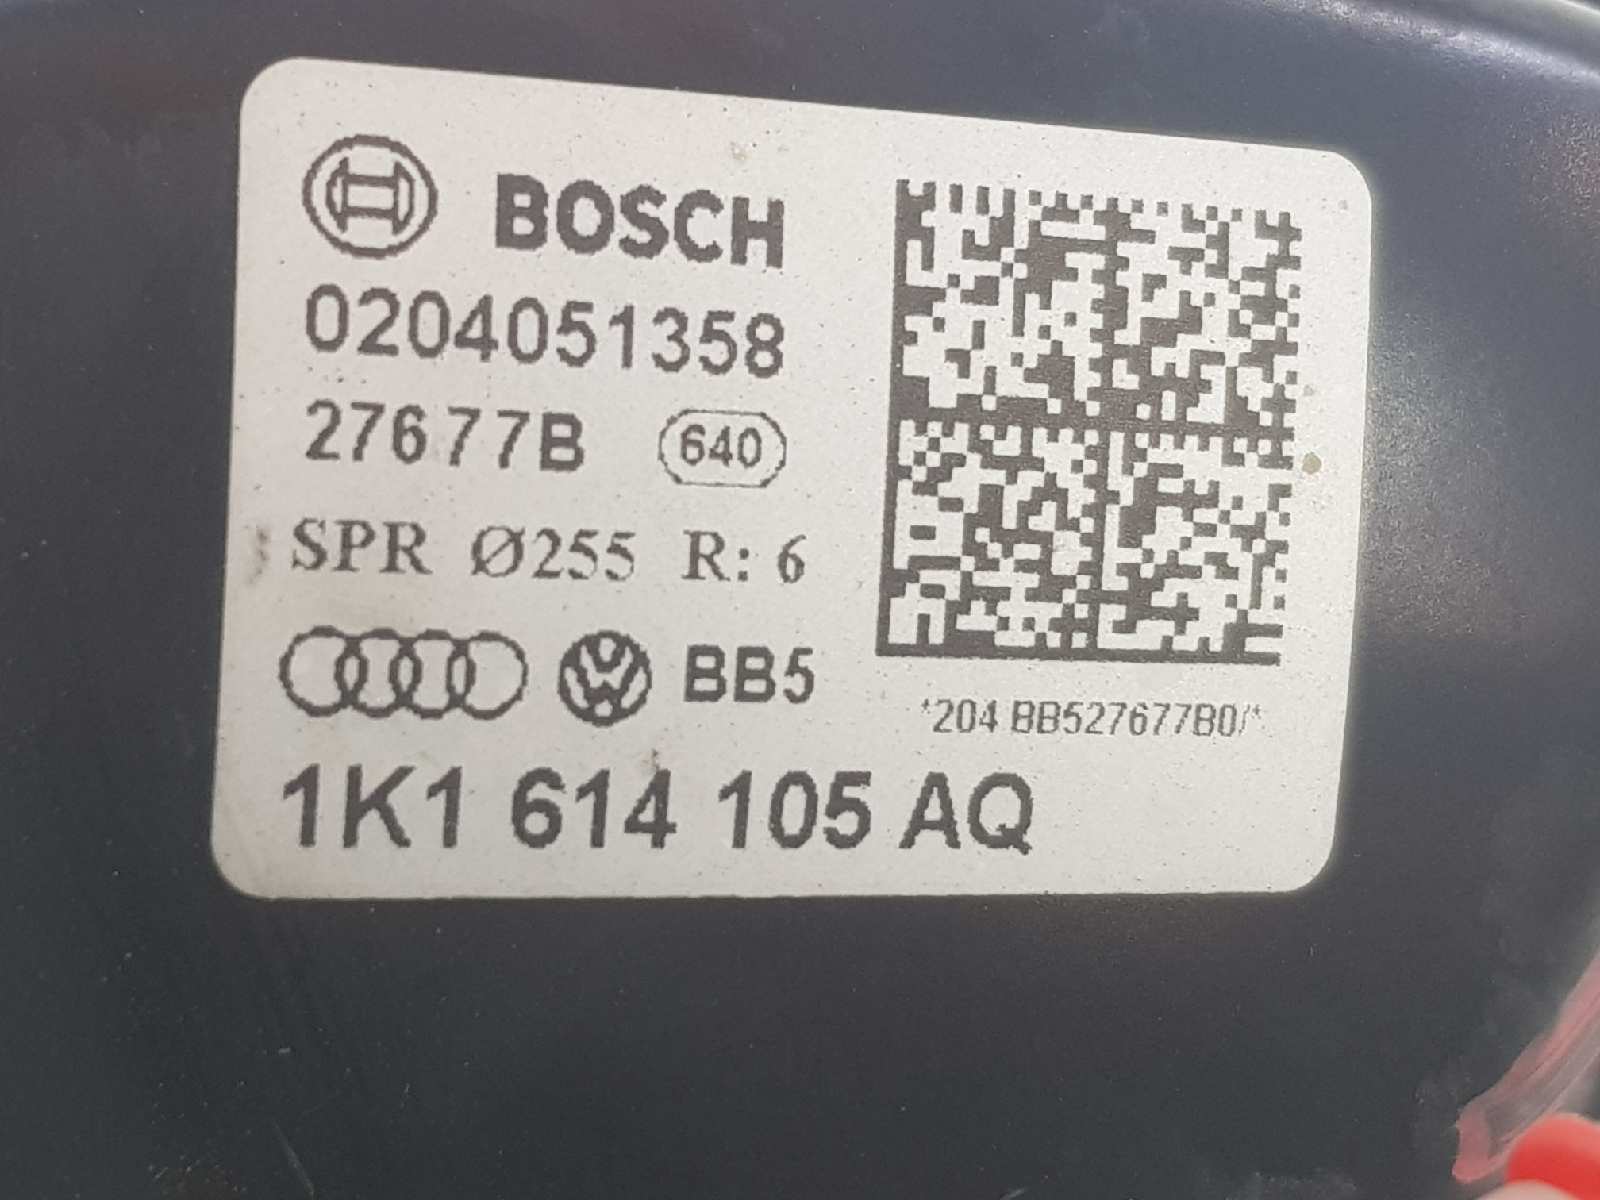 BOSCH
0204051358
27677B 640
SPR Ø255 R: 6
BB5
*204 BB527677B0/*
1K1 614 105 AQ